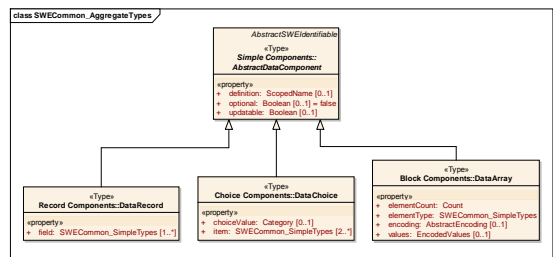 class SWECommon_AggregateTypes
AbstractSWEIdentifiable
«Type»
Simple Components::
AbstractDataComponent
«property»
+ definition: ScopedName [0..1]
+ optional: Boolean [0..1] = false
+ updatable: Boolean [0..1]
«Type»
Record Components::DataRecord
«property»
+ field: SWECommon_SimpleTypes [1..*]
«Type»
Choice Components::DataChoice
«property»
+ choiceValue: Category [0..1]
+ item: SWECommon_SimpleTypes [2..*]
«Type»
Block Components::DataArray
«property»
+ elementCount: Count
+ elementType: SWECommon_SimpleTypes
+ encoding: AbstractEncoding [0..1]
+ values: EncodedValues [0..1]